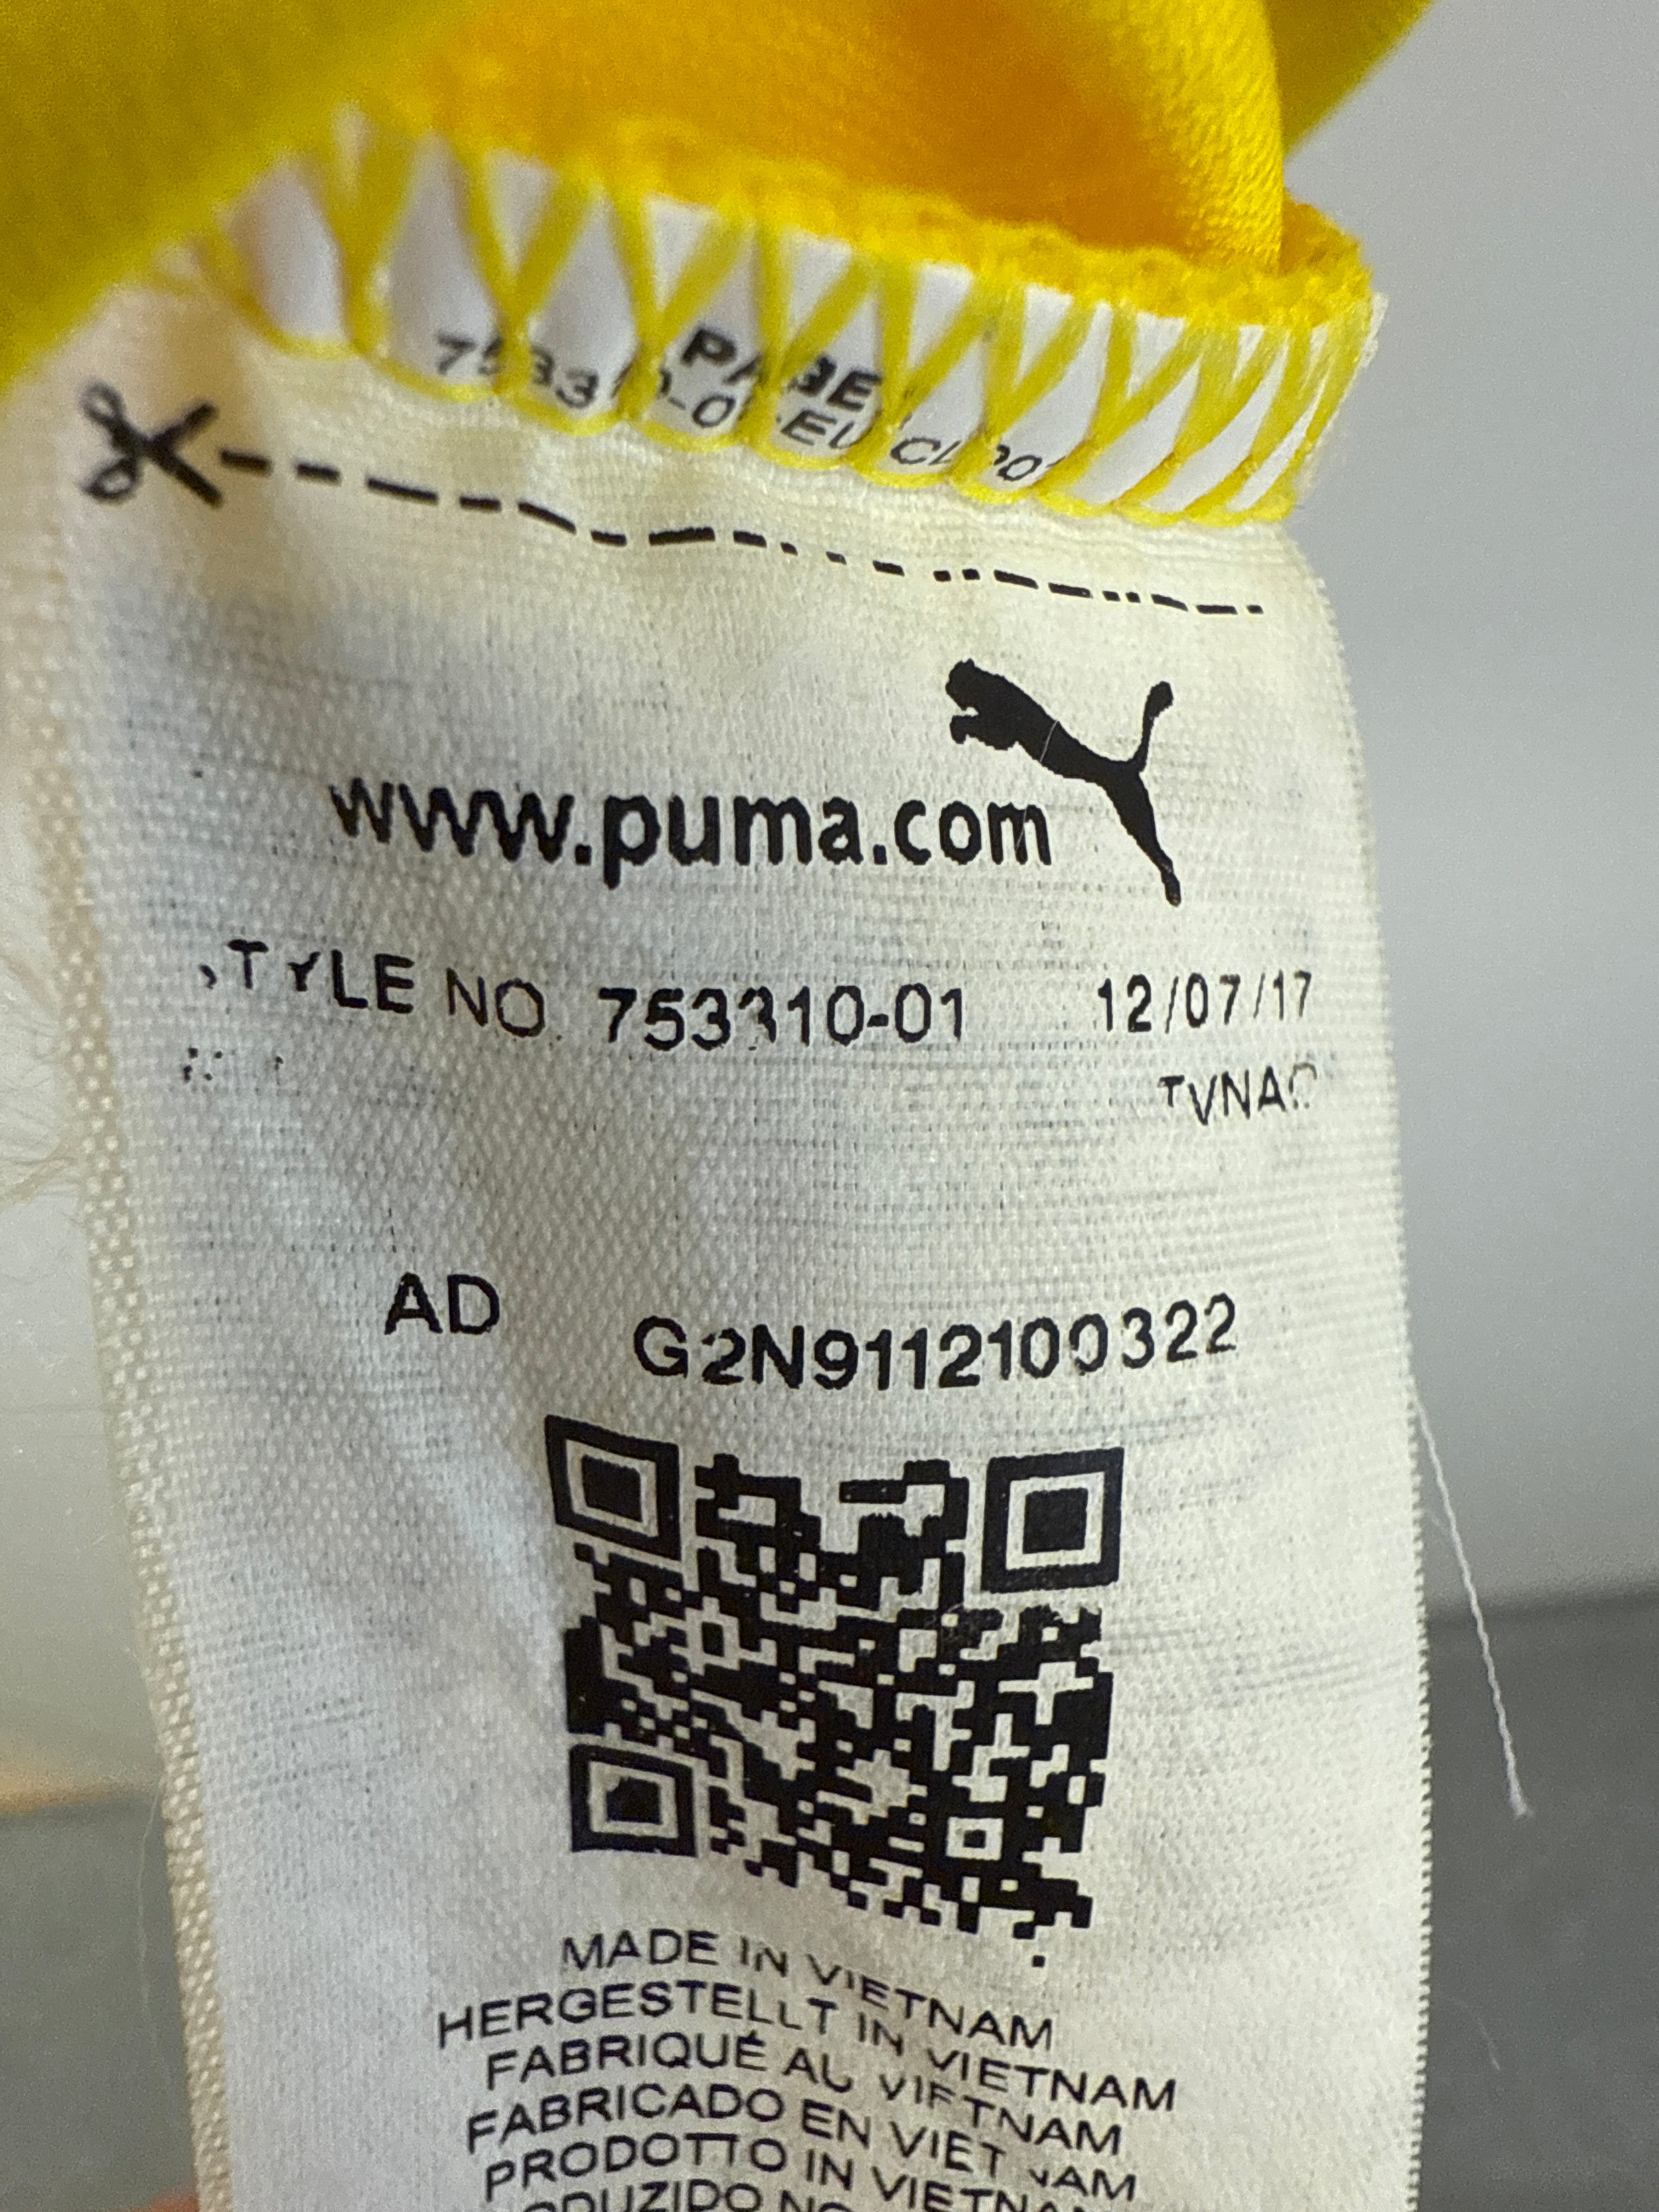 www.puma.com
STYLE NO. 753310-01 12/07/17
AD G2N9112100322
MADE IN VIETNAM
HERGESTELLT IN VIETNAM
FABRIQUÉ AU VIETNAM
FABRICADO EN VIETNAM
PRODOTTO IN VIETNAM